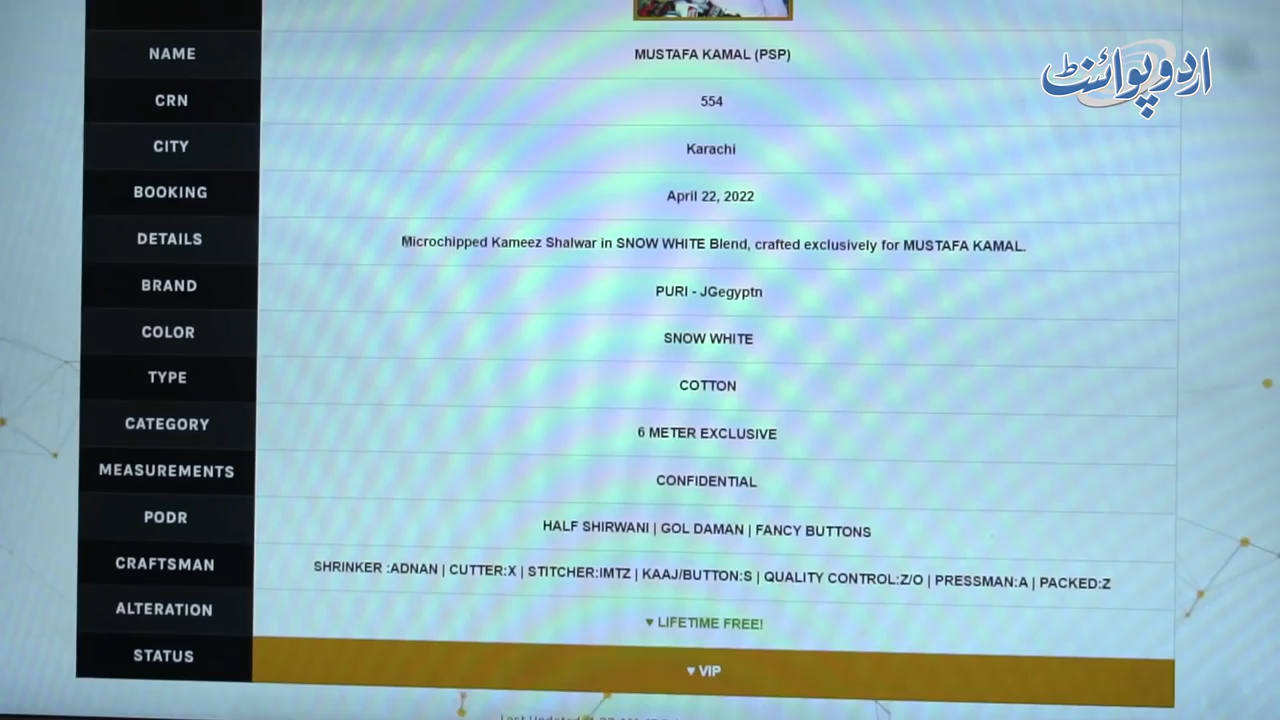 اردو پوائنٹ
NAME MUSTAFA KAMAL (PSP)
CRN 554
CITY Karachi
BOOKING April 22, 2022
DETAILS Microchipped Kameez Shalwar in SNOW WHITE Blend, crafted exclusively for MUSTAFA KAMAL.
BRAND PURI - JGegyptn
COLOR SNOW WHITE
TYPE COTTON
CATEGORY 6 METER EXCLUSIVE
MEASUREMENTS CONFIDENTIAL
PODR HALF SHIRWANI | GOL DAMAN | FANCY BUTTONS
CRAFTSMAN SHRINKER :ADNAN | CUTTER:X | STITCHER:IMTZ | KAAJ/BUTTON:S | QUALITY CONTROL:Z/O | PRESSMAN:A | PACKED:Z
ALTERATION ▾ LIFETIME FREE!
STATUS ▾ VIP
Last Updated